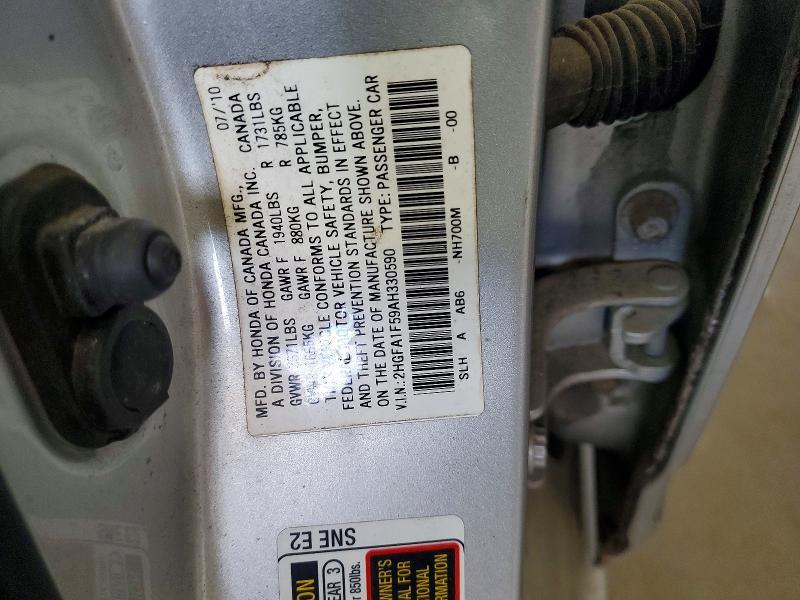 MFD. BY HONDA OF CANADA MFG., 07/'10
A DIVISION OF HONDA CANADA INC. CANADA
GAWR F 1940LBS R 1731LBS
GAWR F 880KG R 785KG
CONFORMS TO ALL APPLICABLE
VEHICLE SAFETY, BUMPER,
AND THEFT PREVENTION STANDARDS IN EFFECT
ON THE DATE OF MANUFACTURE SHOWN ABOVE.
V.I.N.: 2HGFA1F59AH330590 TYPE: PASSENGER CAR
SLH A AB6 -NH700M -B -00
SNE E2
850lbs.